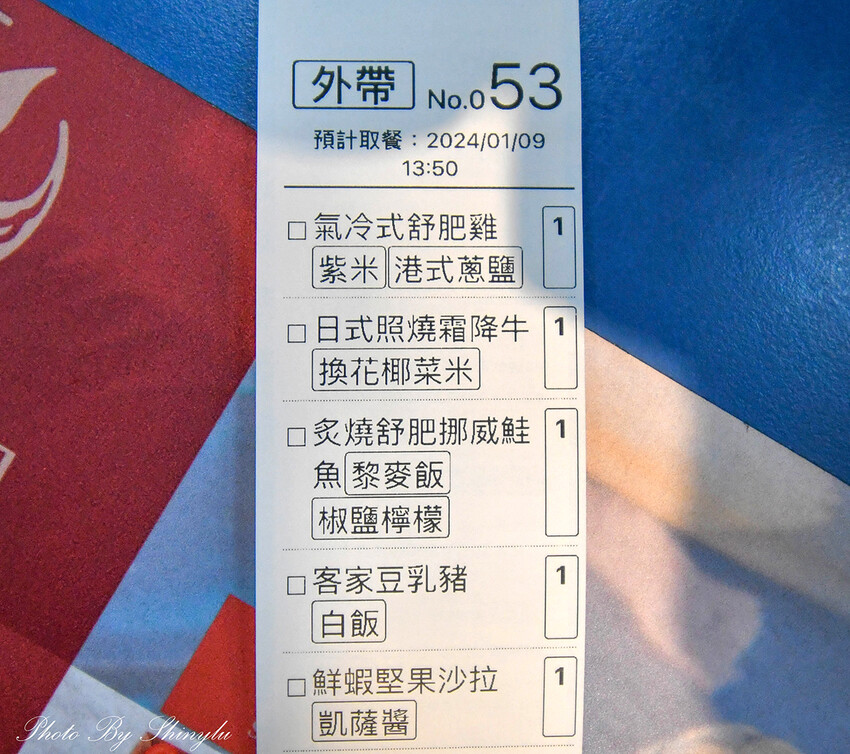 外帶 No.053
預計取餐：2024/01/09
13:50
□氣冷式舒肥雞 1
紫米 港式蔥鹽
□日式照燒霜降牛 1
換花椰菜米
□炙燒舒肥挪威鮭 1
魚 黎麥飯
椒鹽檸檬
□客家豆乳豬 1
白飯
□鮮蝦堅果沙拉 1
凱薩醬
Photo By Shinylu